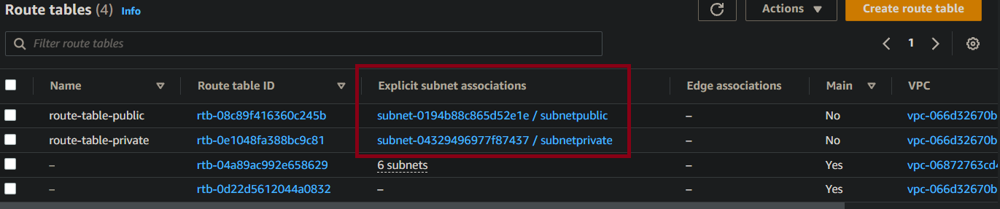 Route tables (4) Info
Actions
Create route table
Filter route tables
1
Name Route table ID Explicit subnet associations Edge associations Main VPC
route-table-public rtb-08c89f416360c245b subnet-0194b88c865d52e1e / subnetpublic – No vpc-066d32670b
route-table-private rtb-0e1048fa388bc9c81 subnet-04329496977f87437 / subnetprivate – No vpc-066d32670b
– rtb-04a89ac992e658629 6 subnets – Yes vpc-06872763cd4
– rtb-0d22d5612044a0832 – – Yes vpc-066d32670b